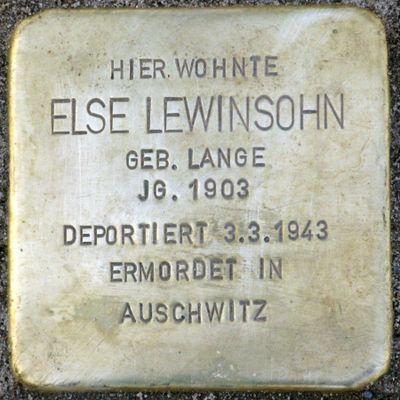 HIER WOHNTE
ELSE LEWINSOHN
GEB. LANGE
JG. 1903
DEPORTIERT 3.3.1943
ERMORDET IN
AUSCHWITZ